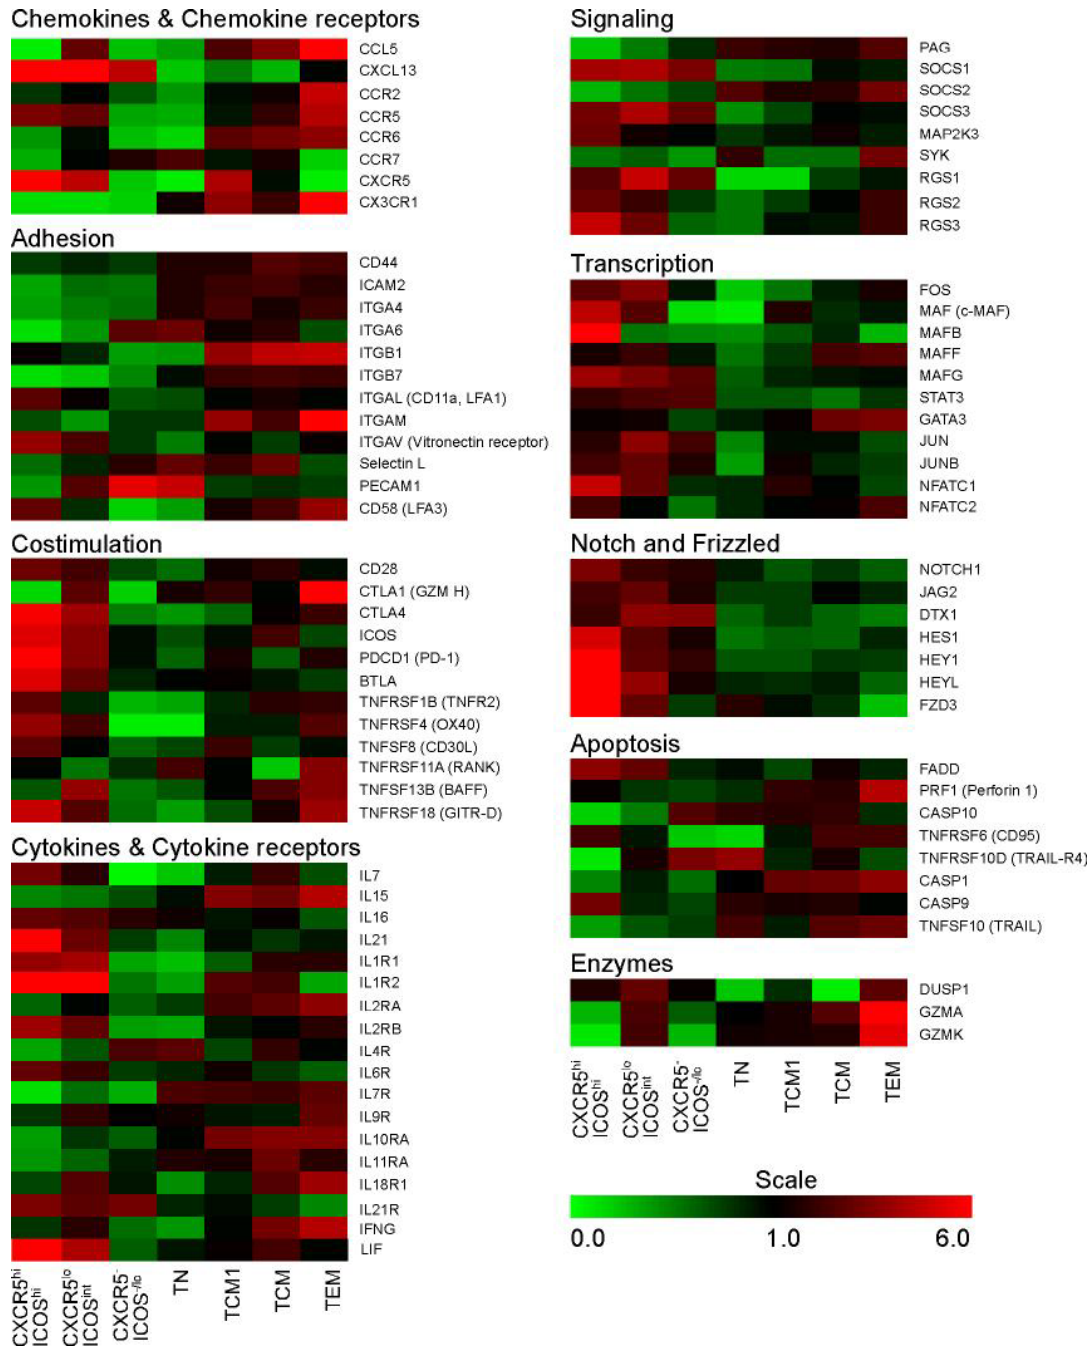 Chemokines & Chemokine receptors
CCL5
CXCL13
CCR2
CCR5
CCR6
CCR7
CXCR5
CX3CR1
Adhesion
CD44
ICAM2
ITGA4
ITGA6
ITGB1
ITGB7
ITGAL (CD11a, LFA1)
ITGAM
ITGAV (Vitronectin receptor)
Selectin L
PECAM1
CD58 (LFA3)
Costimulation
CD28
CTLA1 (GZM H)
CTLA4
ICOS
PDCD1 (PD-1)
BTLA
TNFRSF1B (TNFR2)
TNFRSF4 (OX40)
TNFSF8 (CD30L)
TNFRSF11A (RANK)
TNFSF13B (BAFF)
TNFRSF18 (GITR-D)
Cytokines & Cytokine receptors
IL7
IL15
IL16
IL21
IL1R1
IL1R2
IL2RA
IL2RB
IL4R
IL6R
IL7R
IL9R
IL10RA
IL11RA
IL18R1
IL21R
IFNG
LIF
CXCR5hi
ICOShi
CXCR5lo
ICOSint
CXCR5-
ICOS-/lo
TN
TCM1
TCM
TEM
Signaling
PAG
SOCS1
SOCS2
SOCS3
MAP2K3
SYK
RGS1
RGS2
RGS3
Transcription
FOS
MAF (c-MAF)
MAFB
MAFF
MAFG
STAT3
GATA3
JUN
JUNB
NFATC1
NFATC2
Notch and Frizzled
NOTCH1
JAG2
DTX1
HES1
HEY1
HEYL
FZD3
Apoptosis
FADD
PRF1 (Perforin 1)
CASP10
TNFRSF6 (CD95)
TNFRSF10D (TRAIL-R4)
CASP1
CASP9
TNFSF10 (TRAIL)
Enzymes
DUSP1
GZMA
GZMK
CXCR5hi
ICOShi
CXCR5lo
ICOSint
CXCR5-
ICOS-/lo
TN
TCM1
TCM
TEM
Scale
0.0 1.0 6.0